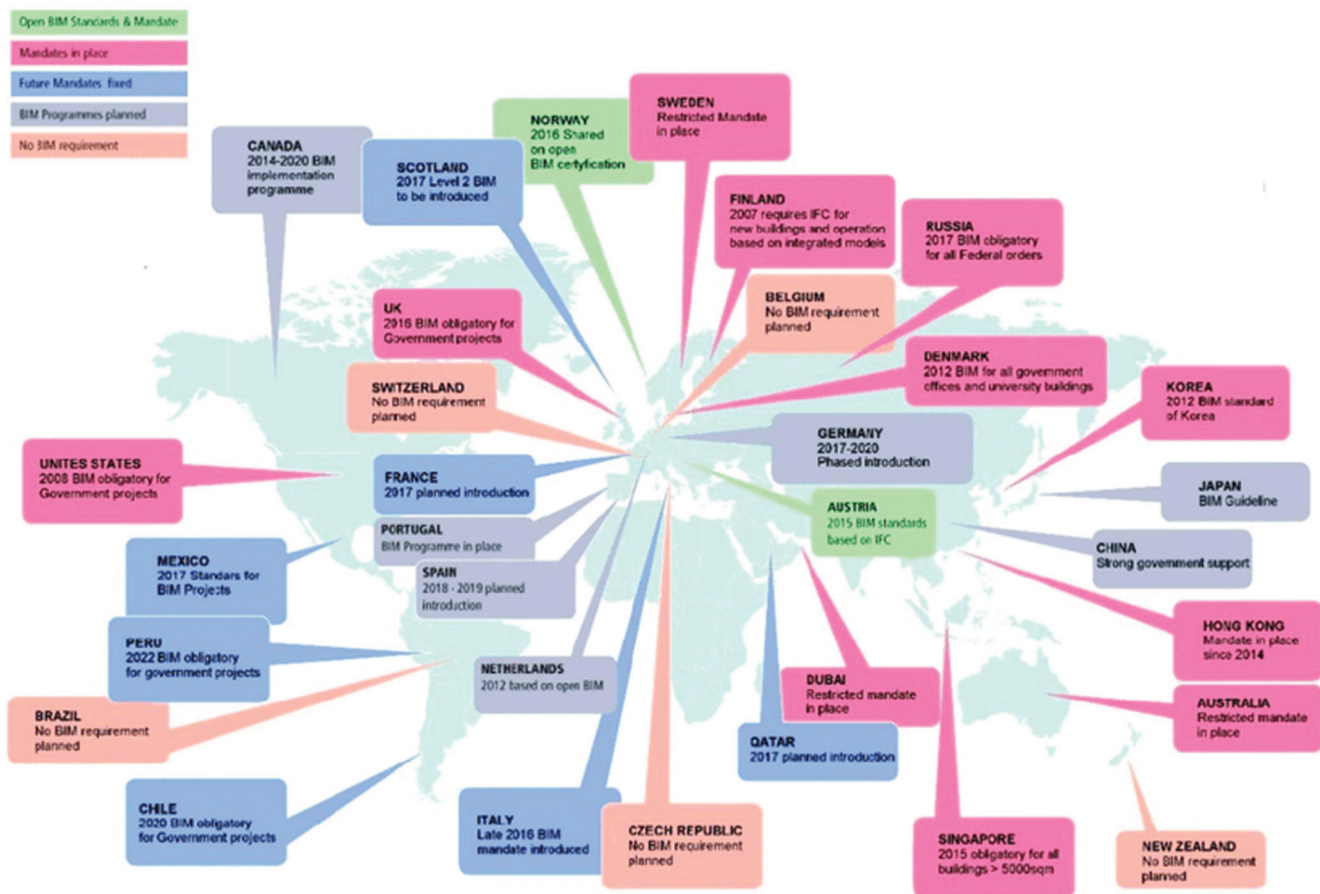 Open BIM Standards & Mandate
Mandates in place
Future Mandates fixed
BIM Programmes planned
No BIM requirement
CANADA
2014-2020 BIM
implementation
programme
SCOTLAND
2017 Level 2 BIM
to be introduced
NORWAY
2016 Shared
on open
BIM certyfication
SWEDEN
Restricted Mandate
in place
FINLAND
2007 requires IFC for
new buildings and operation
based on integrated models
RUSSIA
2017 BIM obligatory
for all Federal orders
UK
2016 BIM obligatory for
Government projects
BELGIUM
No BIM requirement
planned
SWITZERLAND
No BIM requirement
planned
DENMARK
2012 BIM for all government
offices and university buildings
KOREA
2012 BIM standard
of Korea
UNITES STATES
2008 BIM obligatory for
Government projects
FRANCE
2017 planned introduction
GERMANY
2017-2020
Phased introduction
JAPAN
BIM Guideline
PORTUGAL
BIM Programme in place
AUSTRIA
2015 BIM standards
based on IFC
CHINA
Strong government support
MEXICO
2017 Standars for
BIM Projects
SPAIN
2018 - 2019 planned
introduction
HONG KONG
Mandate in place
since 2014
PERU
2022 BIM obligatory
for government projects
NETHERLANDS
2012 based on open BIM
DUBAI
Restricted mandate
in place
AUSTRALIA
Restricted mandate
in place
BRAZIL
No BIM requirement
planned
QATAR
2017 planned introduction
CHILE
2020 BIM obligatory
for Government projects
ITALY
Late 2016 BIM
mandate introduced
CZECH REPUBLIC
No BIM requirement
planned
SINGAPORE
2015 obligatory for all
buildings > 5000sqm
NEW ZEALAND
No BIM requirement
planned